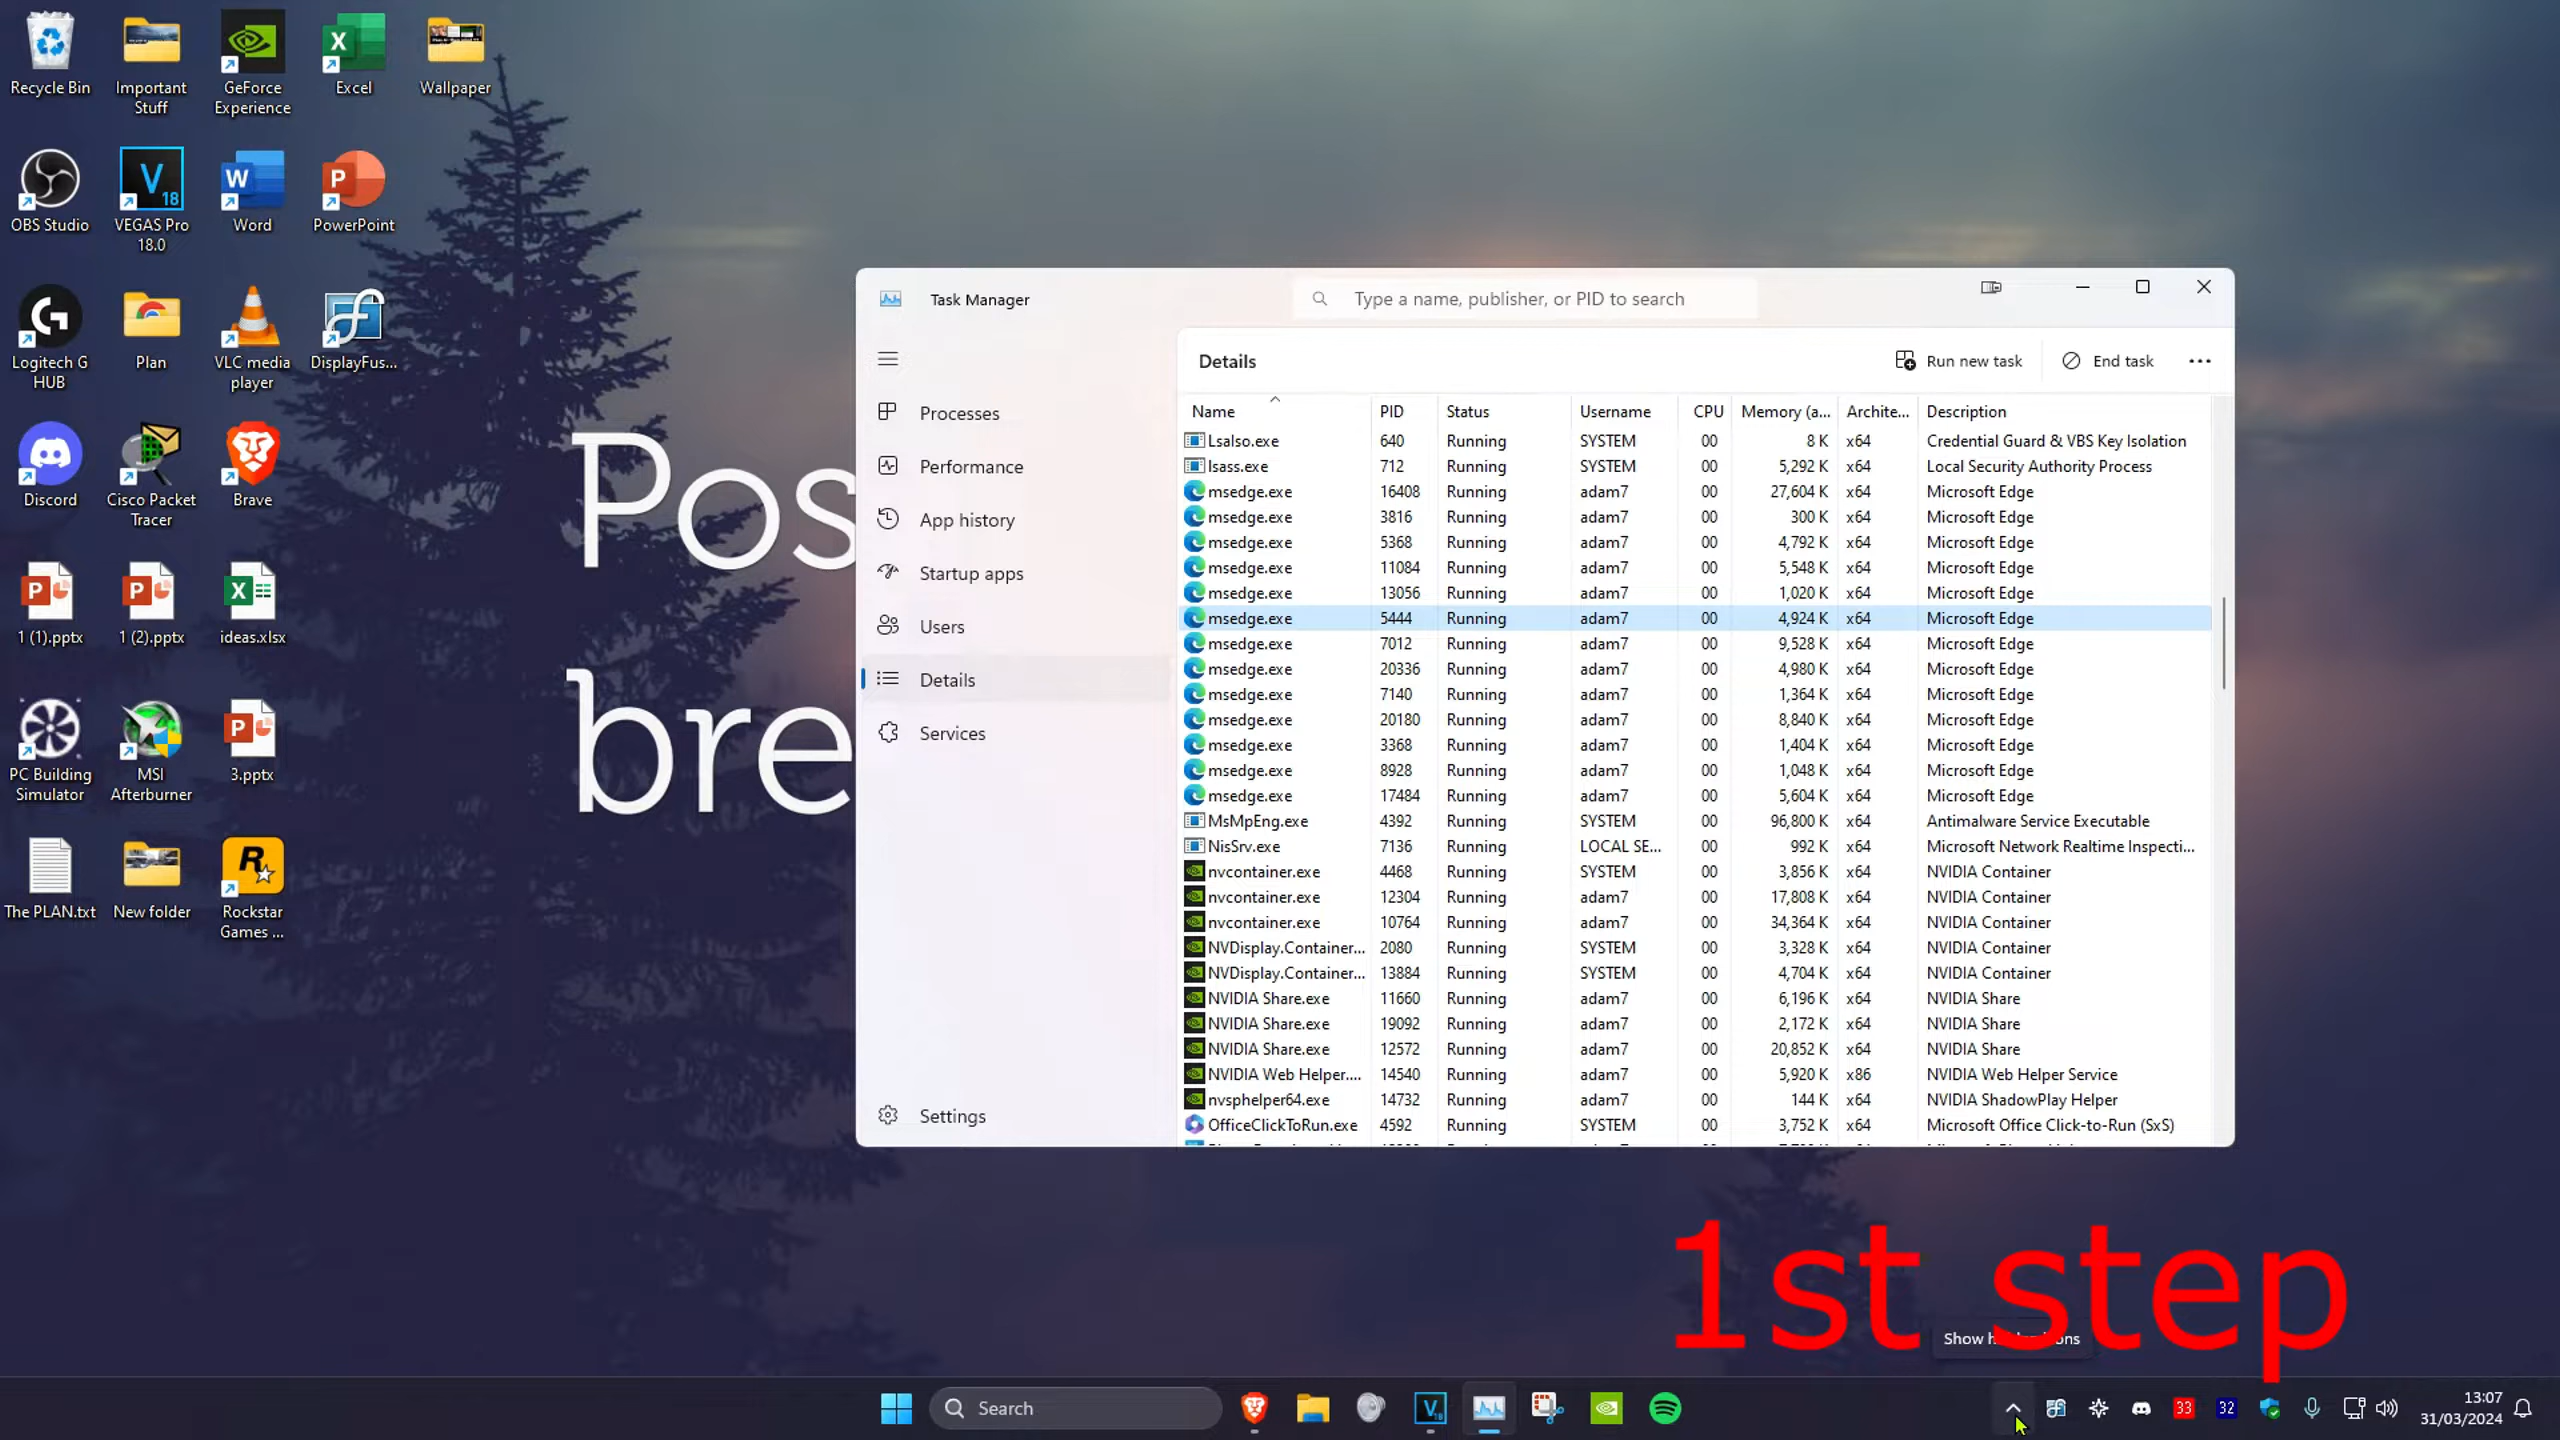 Recycle Bin
Important Stuff
GeForce Experience
Excel
Wallpaper
OBS Studio
VEGAS Pro 18.0
Word
PowerPoint
Logitech G HUB
Plan
VLC media player
DisplayFus...
Discord
Cisco Packet Tracer
Brave
1 (1).pptx
1 (2).pptx
ideas.xlsx
PC Building Simulator
MSI Afterburner
3.pptx
The PLAN.txt
New folder
Rockstar Games ...
Pos
bre
Task Manager
Type a name, publisher, or PID to search
Processes
Performance
App history
Startup apps
Users
Details
Services
Settings
Details
Run new task
End task
Name PID Status Username CPU Memory (a... Archite... Description
Lsalso.exe 640 Running SYSTEM 00 8 K x64 Credential Guard & VBS Key Isolation
lsass.exe 712 Running SYSTEM 00 5,292 K x64 Local Security Authority Process
msedge.exe 16408 Running adam7 00 27,604 K x64 Microsoft Edge
msedge.exe 3816 Running adam7 00 300 K x64 Microsoft Edge
msedge.exe 5368 Running adam7 00 4,792 K x64 Microsoft Edge
msedge.exe 11084 Running adam7 00 5,548 K x64 Microsoft Edge
msedge.exe 13056 Running adam7 00 1,020 K x64 Microsoft Edge
msedge.exe 5444 Running adam7 00 4,924 K x64 Microsoft Edge
msedge.exe 7012 Running adam7 00 9,528 K x64 Microsoft Edge
msedge.exe 20336 Running adam7 00 4,980 K x64 Microsoft Edge
msedge.exe 7140 Running adam7 00 1,364 K x64 Microsoft Edge
msedge.exe 20180 Running adam7 00 8,840 K x64 Microsoft Edge
msedge.exe 3368 Running adam7 00 1,404 K x64 Microsoft Edge
msedge.exe 8928 Running adam7 00 1,048 K x64 Microsoft Edge
msedge.exe 17484 Running adam7 00 5,604 K x64 Microsoft Edge
MsMpEng.exe 4392 Running SYSTEM 00 96,800 K x64 Antimalware Service Executable
NisSrv.exe 7136 Running LOCAL SE... 00 992 K x64 Microsoft Network Realtime Inspecti...
nvcontainer.exe 4468 Running SYSTEM 00 3,856 K x64 NVIDIA Container
nvcontainer.exe 12304 Running adam7 00 17,808 K x64 NVIDIA Container
nvcontainer.exe 10764 Running adam7 00 34,364 K x64 NVIDIA Container
NVDisplay.Container... 2080 Running SYSTEM 00 3,328 K x64 NVIDIA Container
NVDisplay.Container... 13884 Running SYSTEM 00 4,704 K x64 NVIDIA Container
NVIDIA Share.exe 11660 Running adam7 00 6,196 K x64 NVIDIA Share
NVIDIA Share.exe 19092 Running adam7 00 2,172 K x64 NVIDIA Share
NVIDIA Share.exe 12572 Running adam7 00 20,852 K x64 NVIDIA Share
NVIDIA Web Helper.... 14540 Running adam7 00 5,920 K x86 NVIDIA Web Helper Service
nvsphelper64.exe 14732 Running adam7 00 144 K x64 NVIDIA ShadowPlay Helper
OfficeClickToRun.exe 4592 Running SYSTEM 00 3,752 K x64 Microsoft Office Click-to-Run (SxS)
1st step
Show
Search
33
32
13:07
31/03/2024